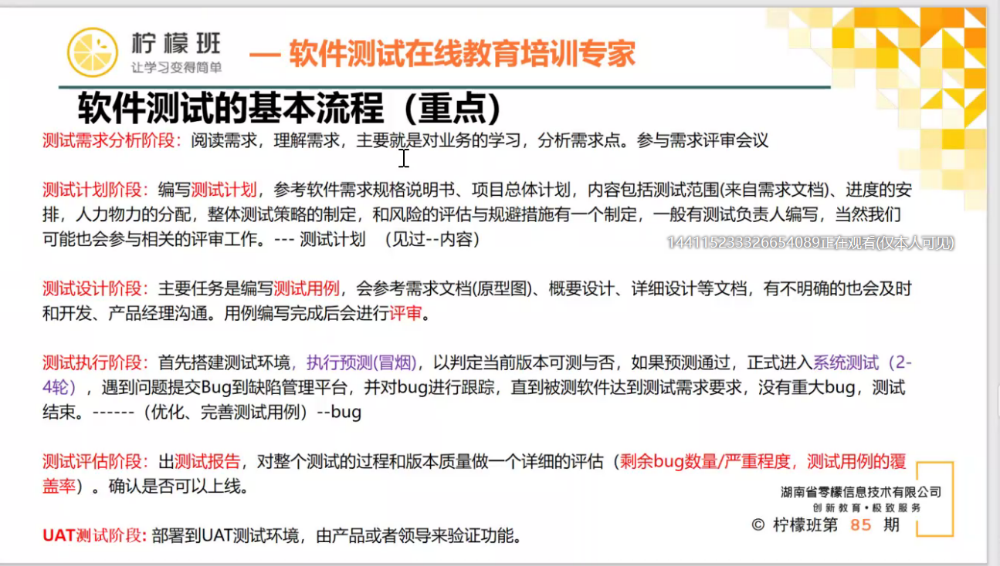 柠檬班
让学习变得简单
— 软件测试在线教育培训专家
软件测试的基本流程（重点）
测试需求分析阶段：阅读需求，理解需求，主要就是对业务的学习，分析需求点。参与需求评审会议
测试计划阶段：编写测试计划，参考软件需求规格说明书、项目总体计划，内容包括测试范围(来自需求文档)、进度的安
排，人力物力的分配，整体测试策略的制定，和风险的评估与规避措施有一个制定，一般有测试负责人编写，当然我们
可能也会参与相关的评审工作。--- 测试计划 （见过--内容）
144115233326654089正在观看(仅本人可见)
测试设计阶段：主要任务是编写测试用例，会参考需求文档(原型图)、概要设计、详细设计等文档，有不明确的也会及时
和开发、产品经理沟通。用例编写完成后会进行评审。
测试执行阶段：首先搭建测试环境，执行预测(冒烟)，以判定当前版本可测与否，如果预测通过，正式进入系统测试（2-
4轮），遇到问题提交Bug到缺陷管理平台，并对bug进行跟踪，直到被测软件达到测试需求要求，没有重大bug，测试
结束。------（优化、完善测试用例）--bug
测试评估阶段：出测试报告，对整个测试的过程和版本质量做一个详细的评估（剩余bug数量/严重程度，测试用例的覆
盖率）。确认是否可以上线。
湖南省零檬信息技术有限公司
创新教育•极致服务
© 柠檬班第 85 期
UAT测试阶段: 部署到UAT测试环境，由产品或者领导来验证功能。